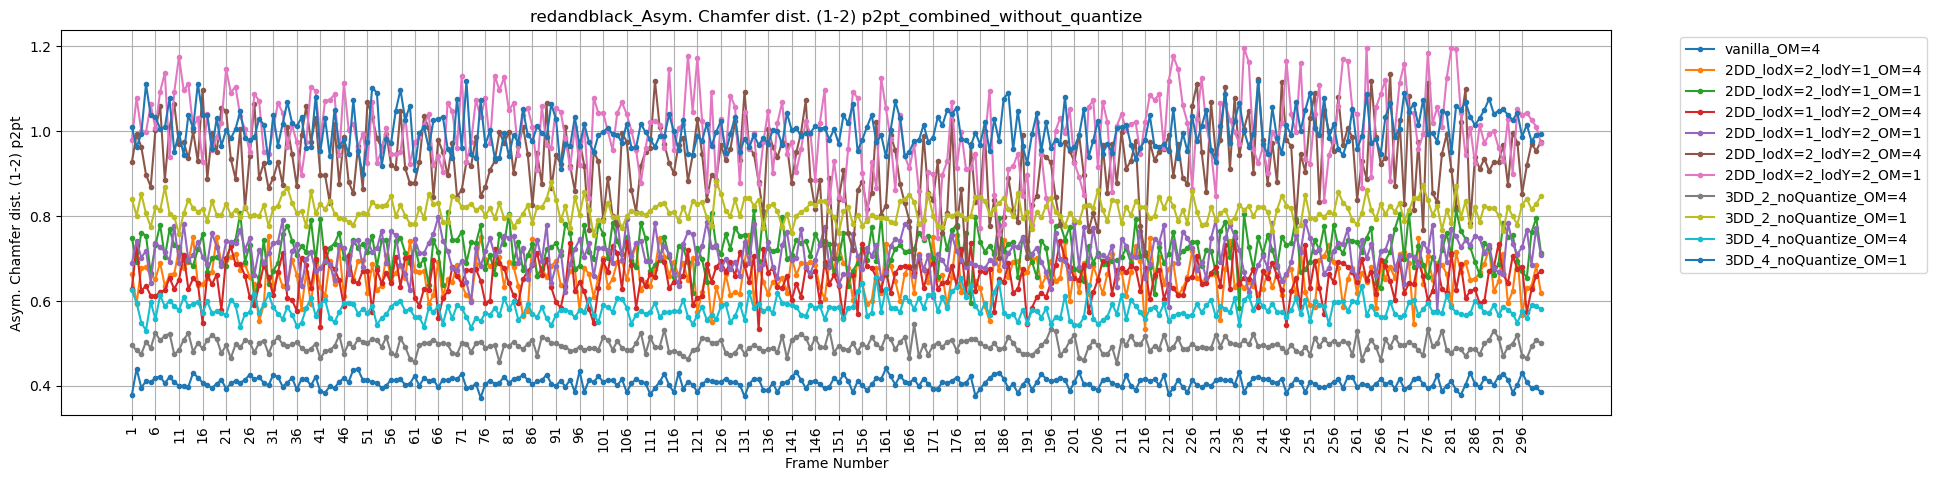 redandblack_Asym. Chamfer dist. (1-2) p2pt_combined_without_quantize
Asym. Chamfer dist. (1-2) p2pt
1.2
1.0
0.8
0.6
0.4
1 6 11 16 21 26 31 36 41 46 51 56 61 66 71 76 81 86 91 96 101 106 111 116 121 126 131 136 141 146 151 156 161 166 171 176 181 186 191 196 201 206 211 216 221 226 231 236 241 246 251 256 261 266 271 276 281 286 291 296
Frame Number
vanilla_OM=4
2DD_lodX=2_lodY=1_OM=4
2DD_lodX=2_lodY=1_OM=1
2DD_lodX=1_lodY=2_OM=4
2DD_lodX=1_lodY=2_OM=1
2DD_lodX=2_lodY=2_OM=4
2DD_lodX=2_lodY=2_OM=1
3DD_2_noQuantize_OM=4
3DD_2_noQuantize_OM=1
3DD_4_noQuantize_OM=4
3DD_4_noQuantize_OM=1